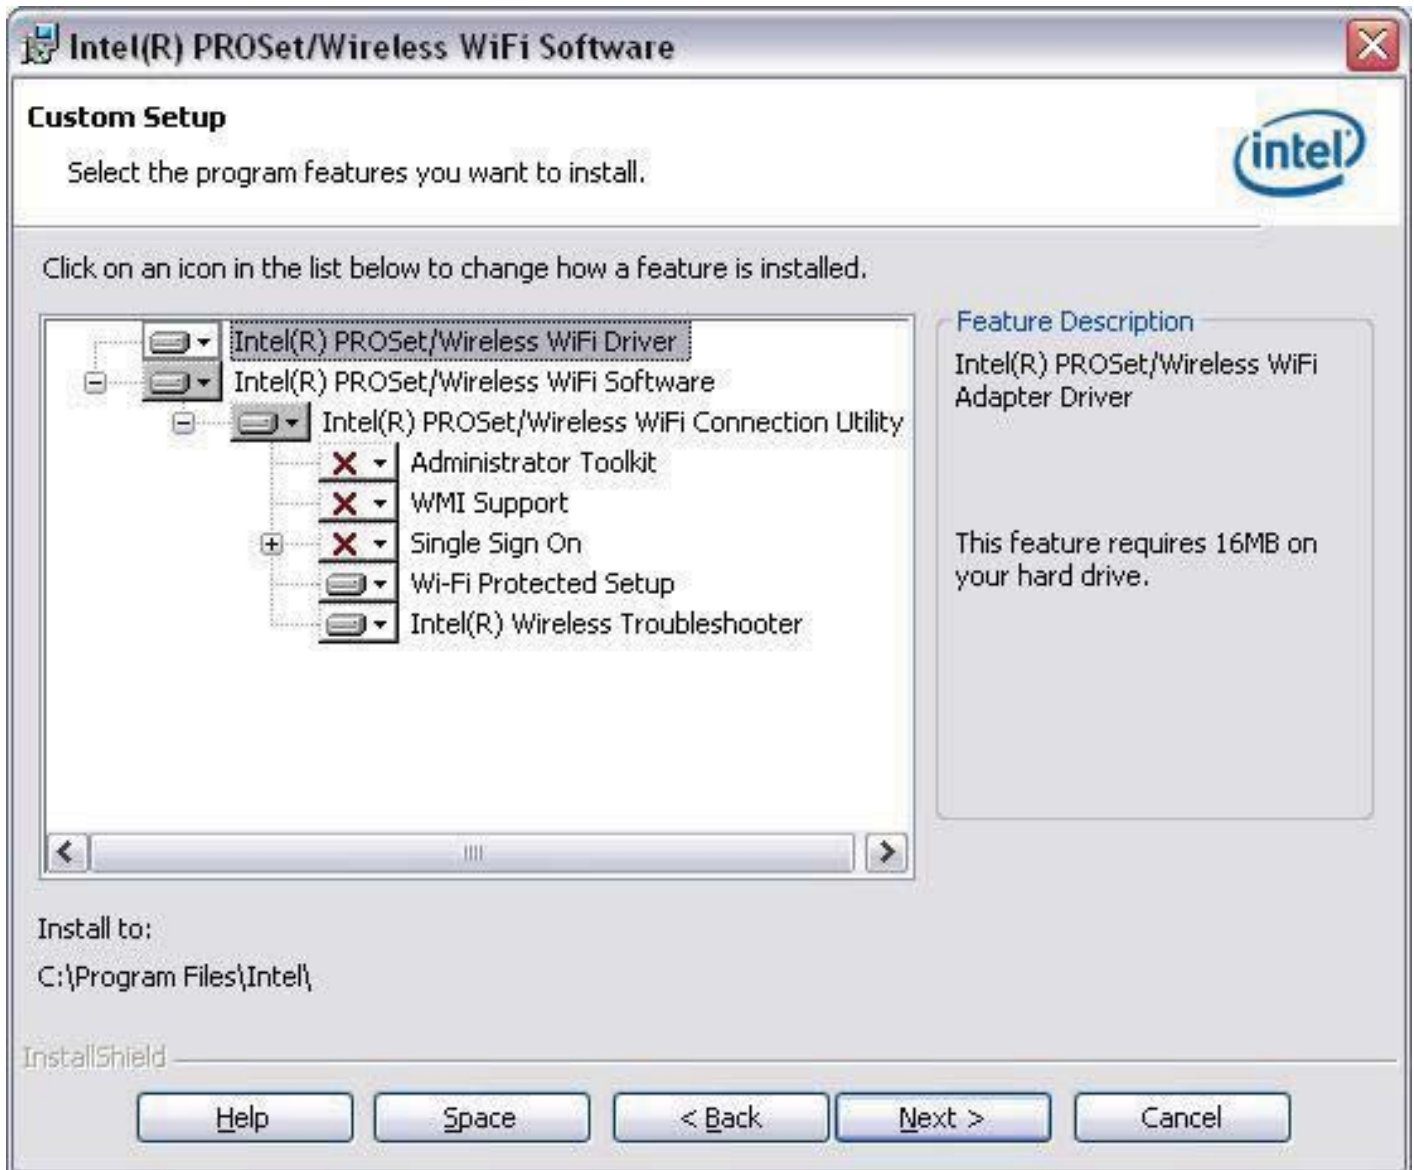 Intel(R) PROSet/Wireless WiFi Software
Custom Setup
Select the program features you want to install.
intel
Click on an icon in the list below to change how a feature is installed.
Intel(R) PROSet/Wireless WiFi Driver
Intel(R) PROSet/Wireless WiFi Software
Intel(R) PROSet/Wireless WiFi Connection Utility
Administrator Toolkit
WMI Support
Single Sign On
Wi-Fi Protected Setup
Intel(R) Wireless Troubleshooter
Feature Description
Intel(R) PROSet/Wireless WiFi
Adapter Driver
This feature requires 16MB on
your hard drive.
Install to:
C:\Program Files\Intel\
InstallShield
Help
Space
< Back
Next >
Cancel